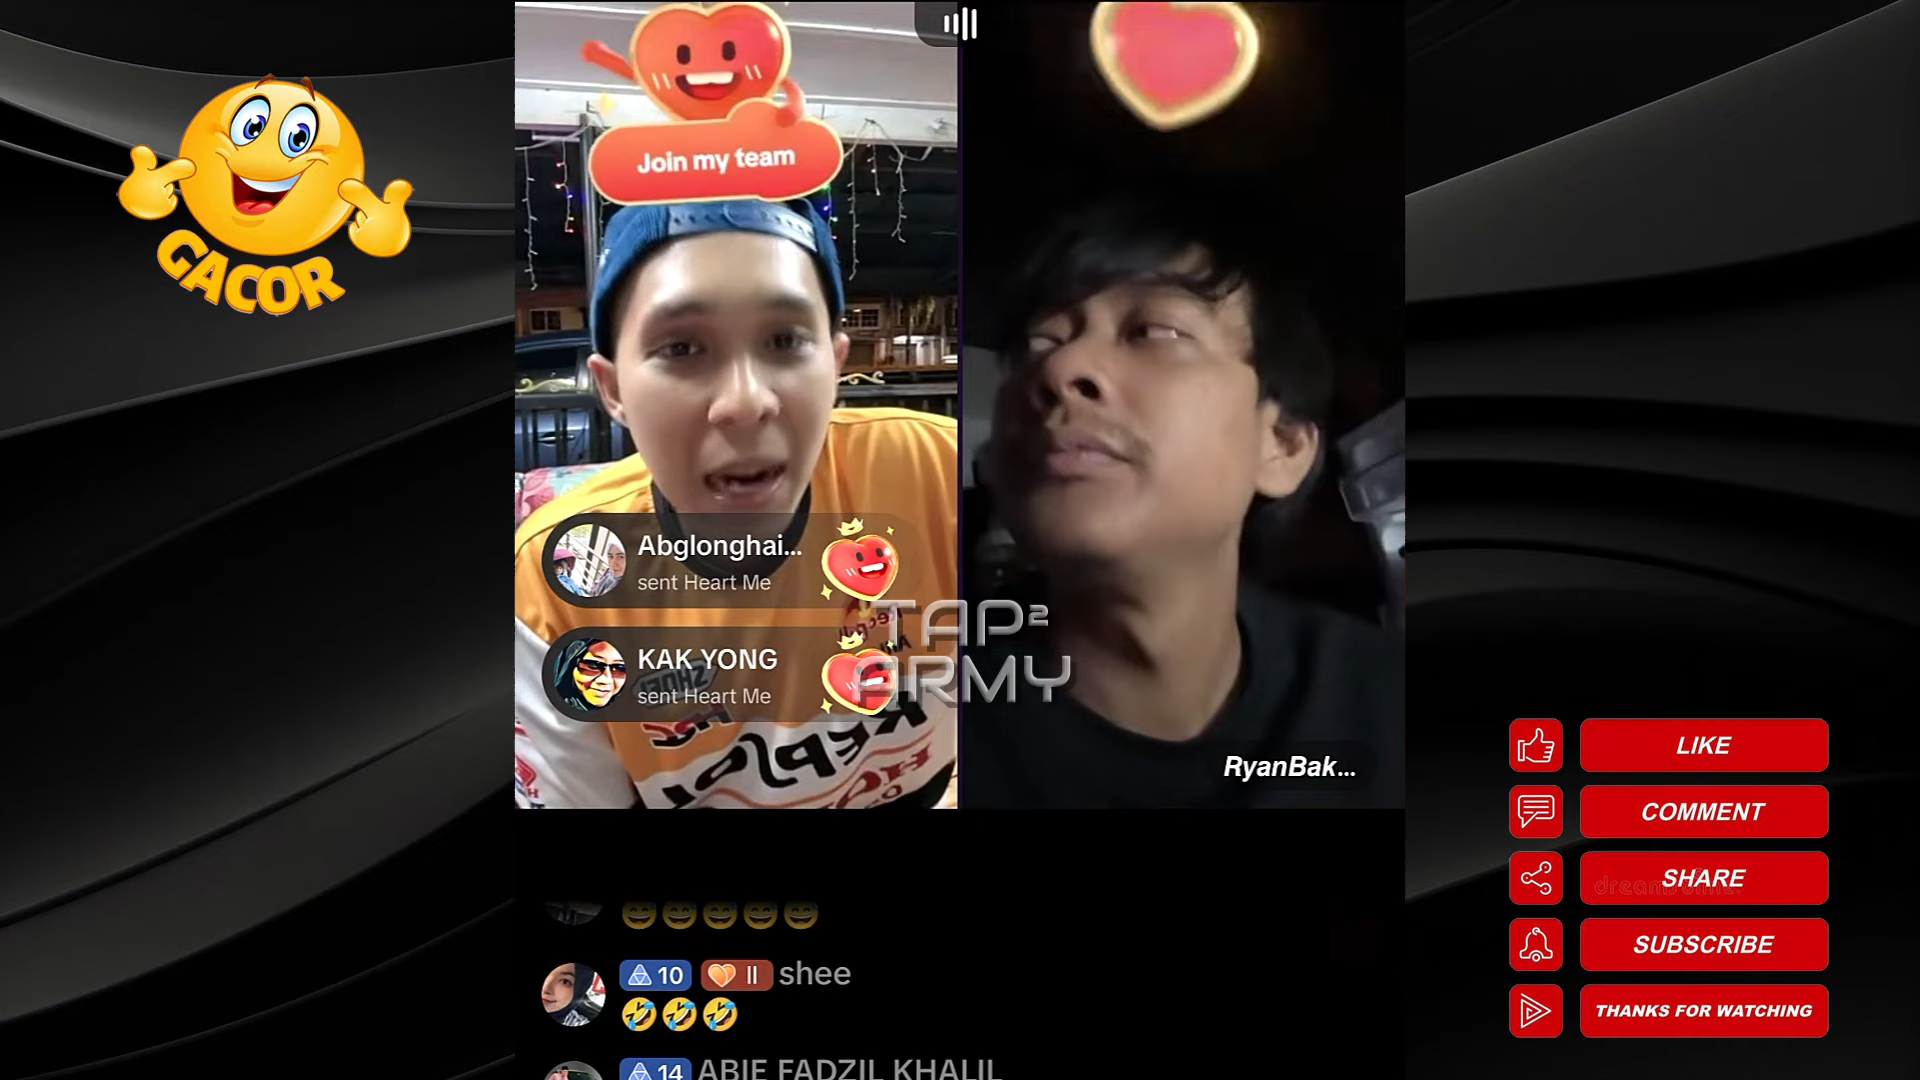 GACOR
Join my team
Abglonghai...
sent Heart Me
KAK YONG
sent Heart Me
TAP²
ARMY
RyanBak...
10 II shee
14 ABIE FADZIL KHALIL
LIKE
COMMENT
SHARE
SUBSCRIBE
THANKS FOR WATCHING